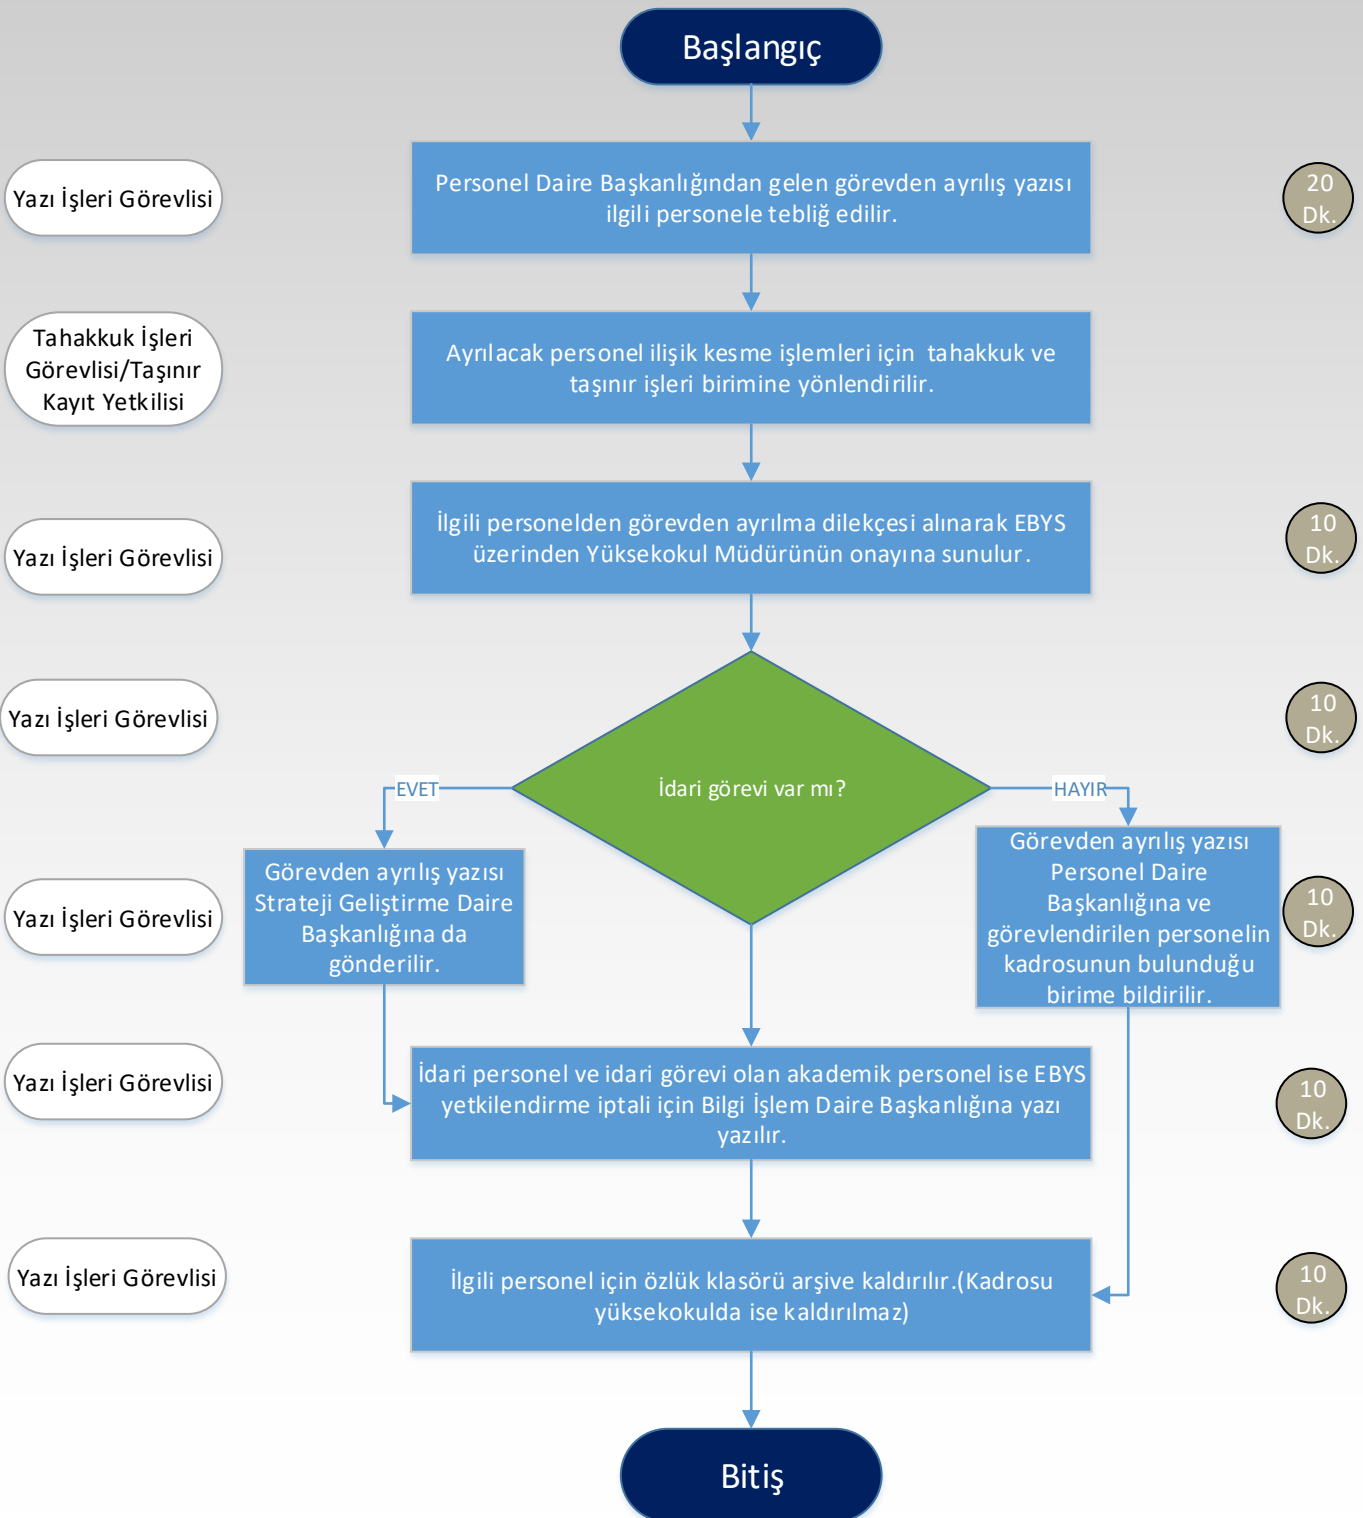 Başlangıç
Yazı İşleri Görevlisi
Personel Daire Başkanlığından gelen görevden ayrılış yazısı
ilgili personele tebliğ edilir.
20
Dk.
Tahakkuk İşleri
Görevlisi/Taşınır
Kayıt Yetkilisi
Ayrılacak personel ilişik kesme işlemleri için tahakkuk ve
taşınır işleri birimine yönlendirilir.
Yazı İşleri Görevlisi
İlgili personelden görevden ayrılma dilekçesi alınarak EBYS
üzerinden Yüksekokul Müdürünün onayına sunulur.
10
Dk.
Yazı İşleri Görevlisi
10
Dk.
İdari görevi var mı?
EVET
HAYIR
Yazı İşleri Görevlisi
Görevden ayrılış yazısı
Strateji Geliştirme Daire
Başkanlığına da
gönderilir.
Görevden ayrılış yazısı
Personel Daire
Başkanlığına ve
görevlendirilen personelin
kadrosunun bulunduğu
birime bildirilir.
10
Dk.
Yazı İşleri Görevlisi
İdari personel ve idari görevi olan akademik personel ise EBYS
yetkilendirme iptali için Bilgi İşlem Daire Başkanlığına yazı
yazılır.
10
Dk.
Yazı İşleri Görevlisi
İlgili personel için özlük klasörü arşive kaldırılır.(Kadrosu
yüksekokulda ise kaldırılmaz)
10
Dk.
Bitiş